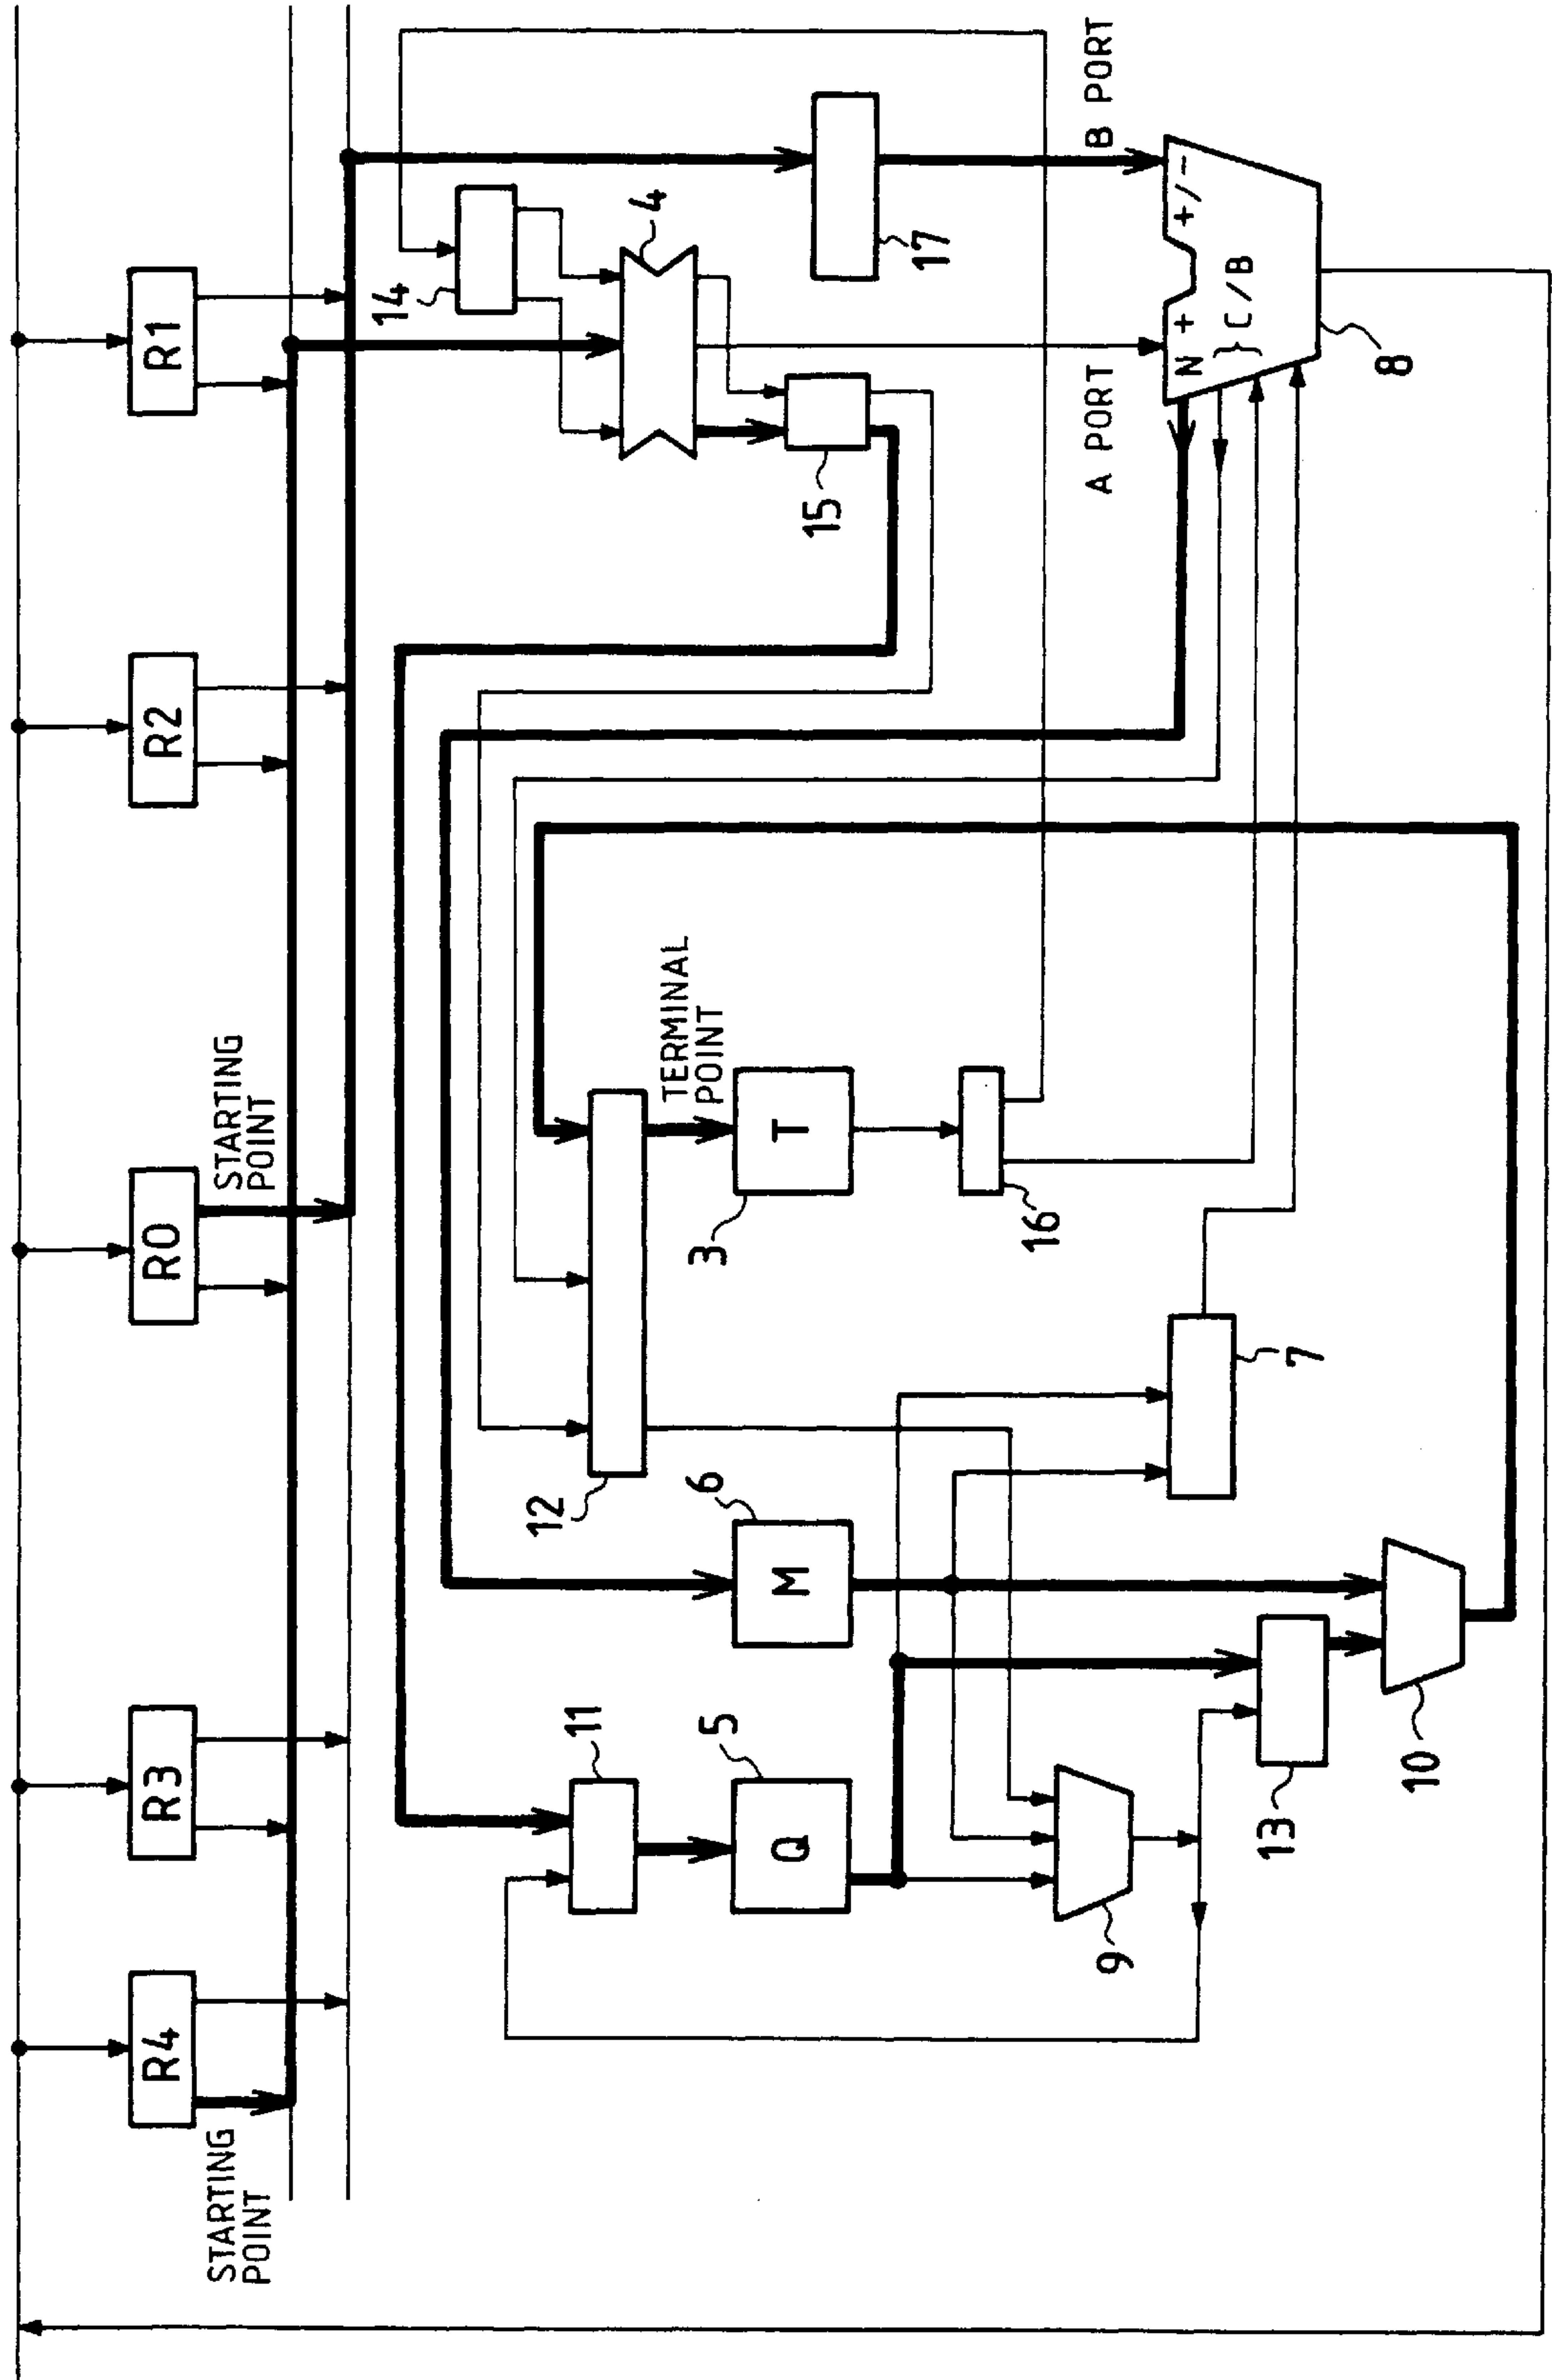 R4
R3
R0
R2
R1
STARTING
POINT
STARTING
POINT
14
4
11
12
TERMINAL
POINT
15
17
5
6
3
Q
M
T
16
A PORT
B PORT
9
13
7
N
+
+/-
} C/B
10
8